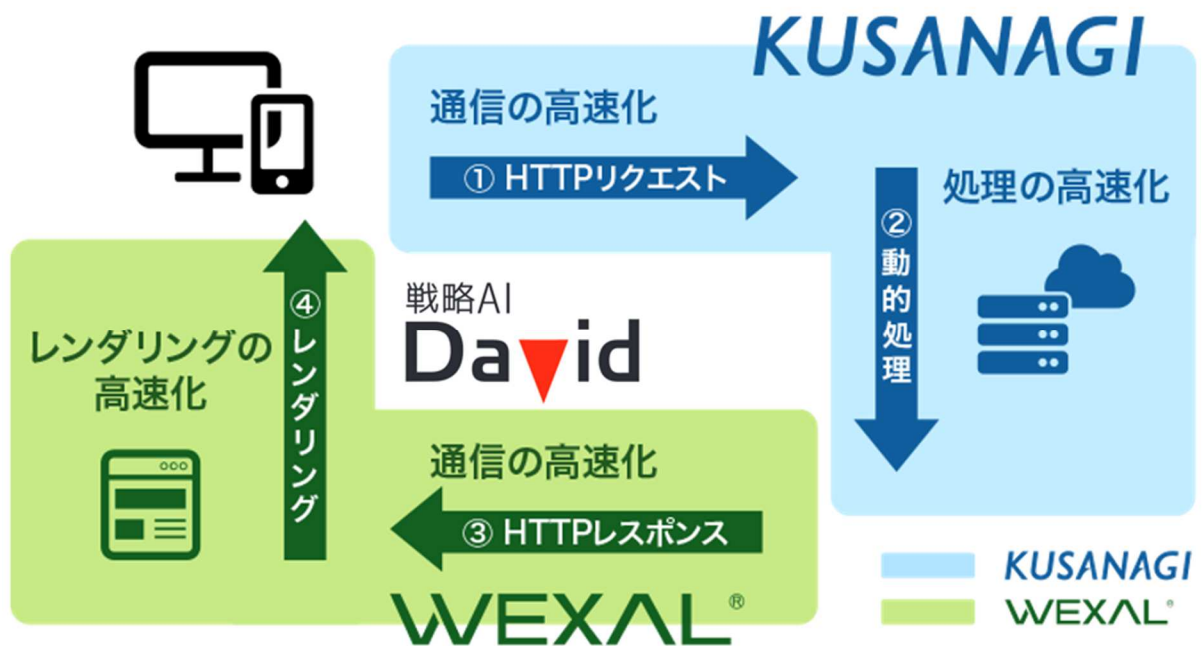 KUSANAGI
通信の高速化
① HTTPリクエスト
処理の高速化
②動的処理
戦略AI
David
レンダリングの
高速化
④レンダリング
通信の高速化
③ HTTPレスポンス
WEXAL®
KUSANAGI
WEXAL®